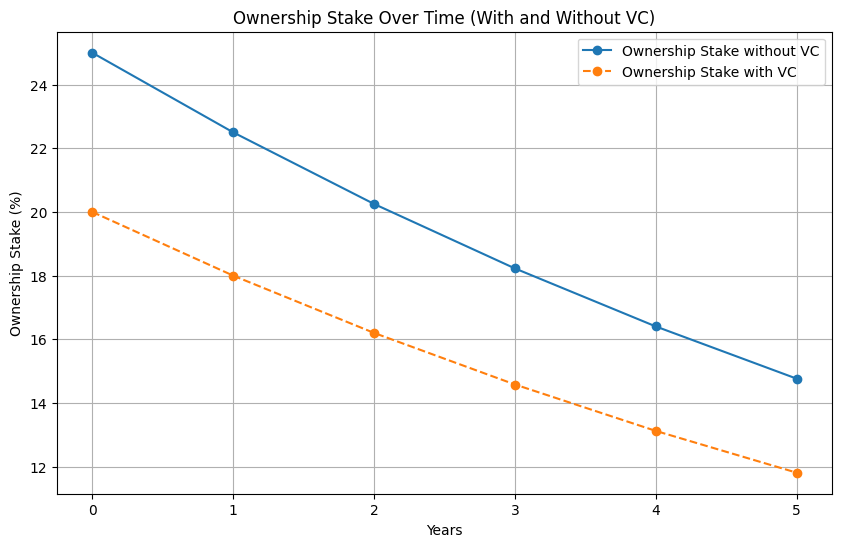 Ownership Stake Over Time (With and Without VC)
Ownership Stake without VC
Ownership Stake with VC
Ownership Stake (%)
24
22
20
18
16
14
12
0 1 2 3 4 5
Years